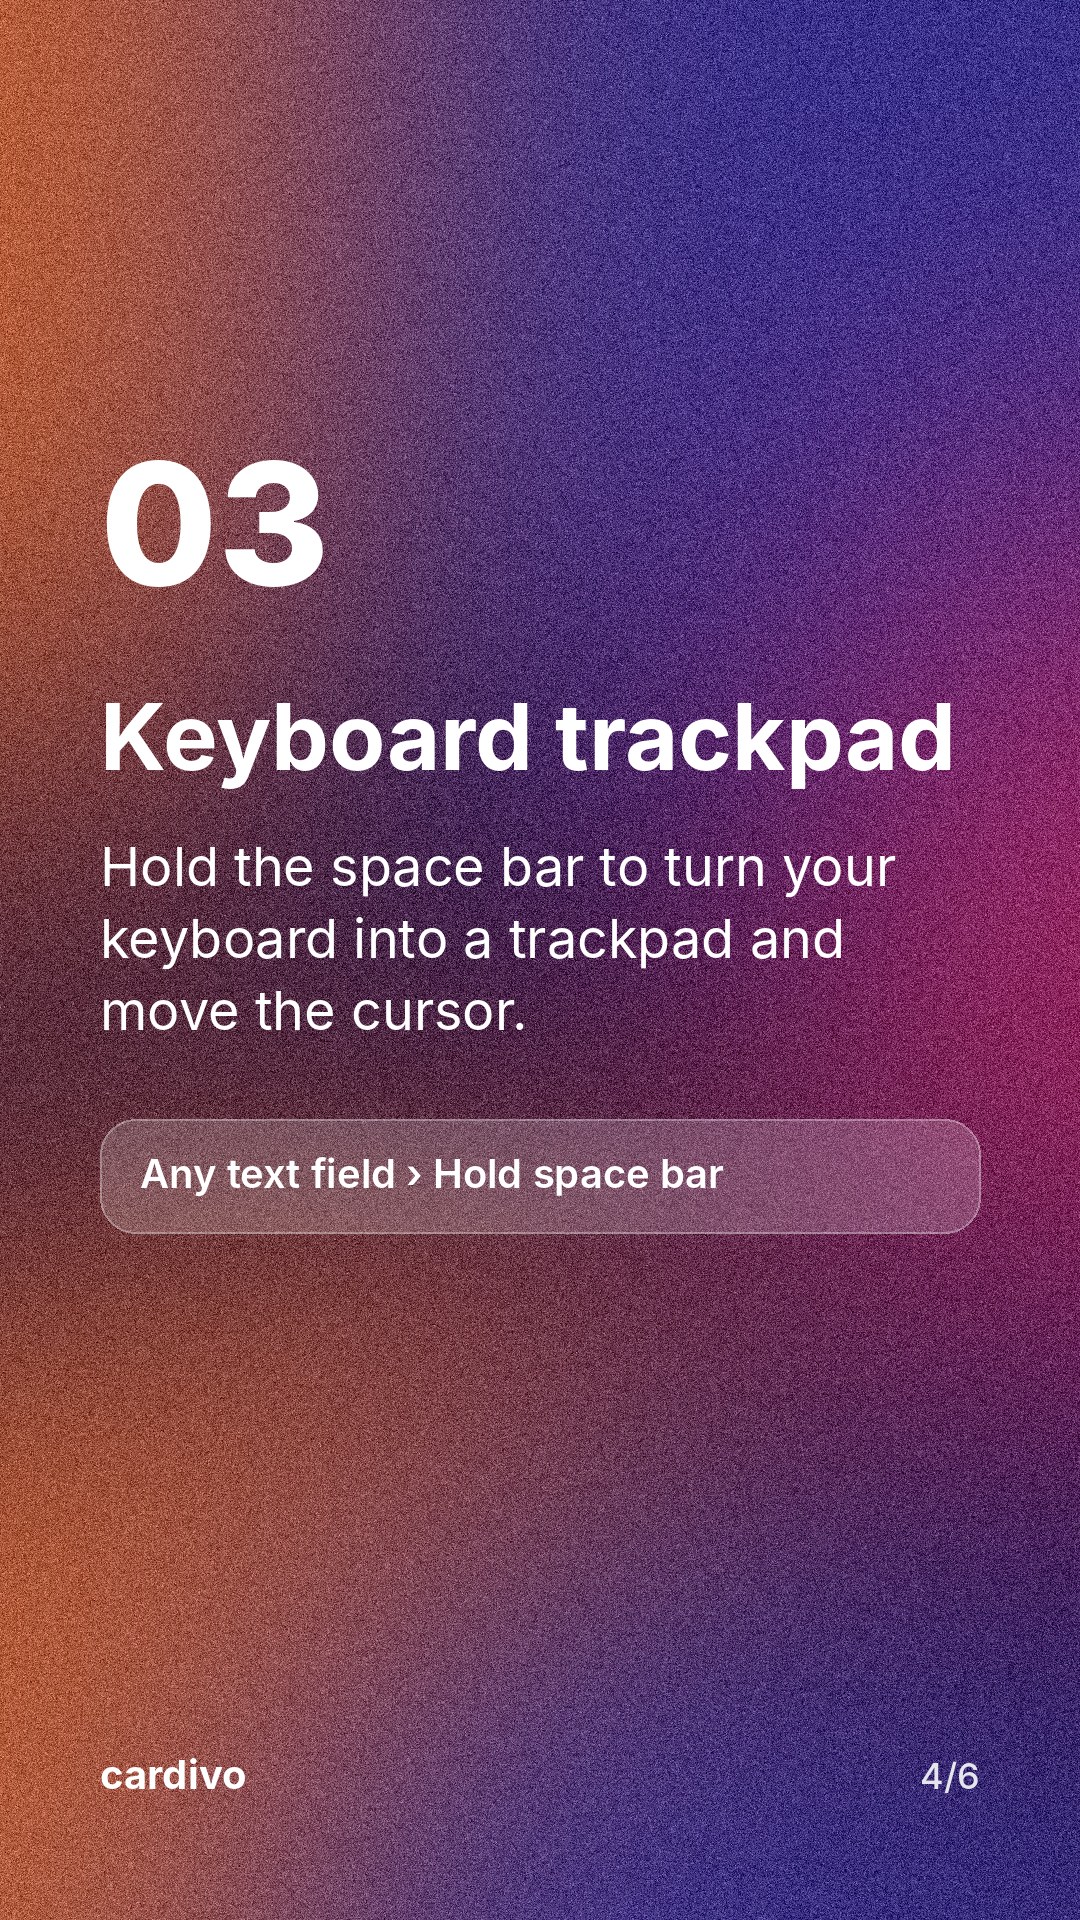 03
Keyboard trackpad
Hold the space bar to turn your
keyboard into a trackpad and
move the cursor.
Any text field › Hold space bar
cardivo
4/6